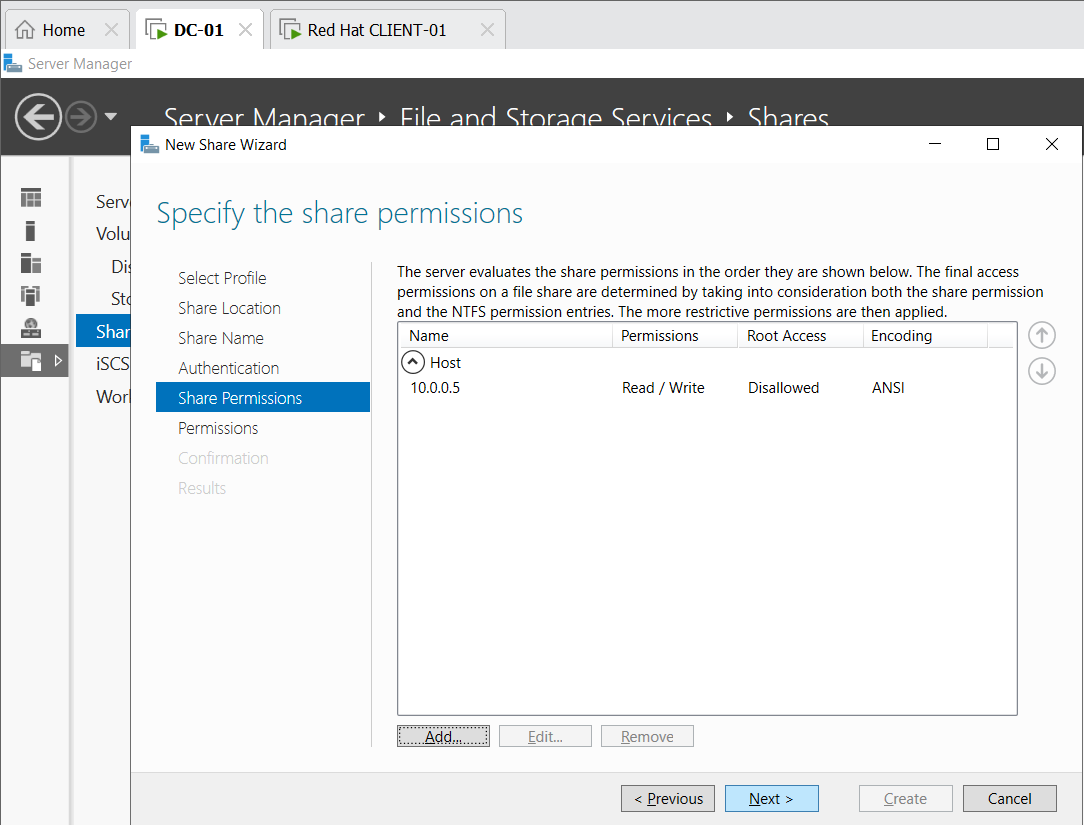 Home
DC-01
Red Hat CLIENT-01
Server Manager
Server Manager
File and Storage Services
Shares
New Share Wizard
Specify the share permissions
Select Profile
Share Location
Share Name
Authentication
Share Permissions
Permissions
Confirmation
Results
The server evaluates the share permissions in the order they are shown below. The final access
permissions on a file share are determined by taking into consideration both the share permission
and the NTFS permission entries. The more restrictive permissions are then applied.
Name Permissions Root Access Encoding
Host
10.0.0.5 Read / Write Disallowed ANSI
Add... Edit... Remove
< Previous Next > Create Cancel